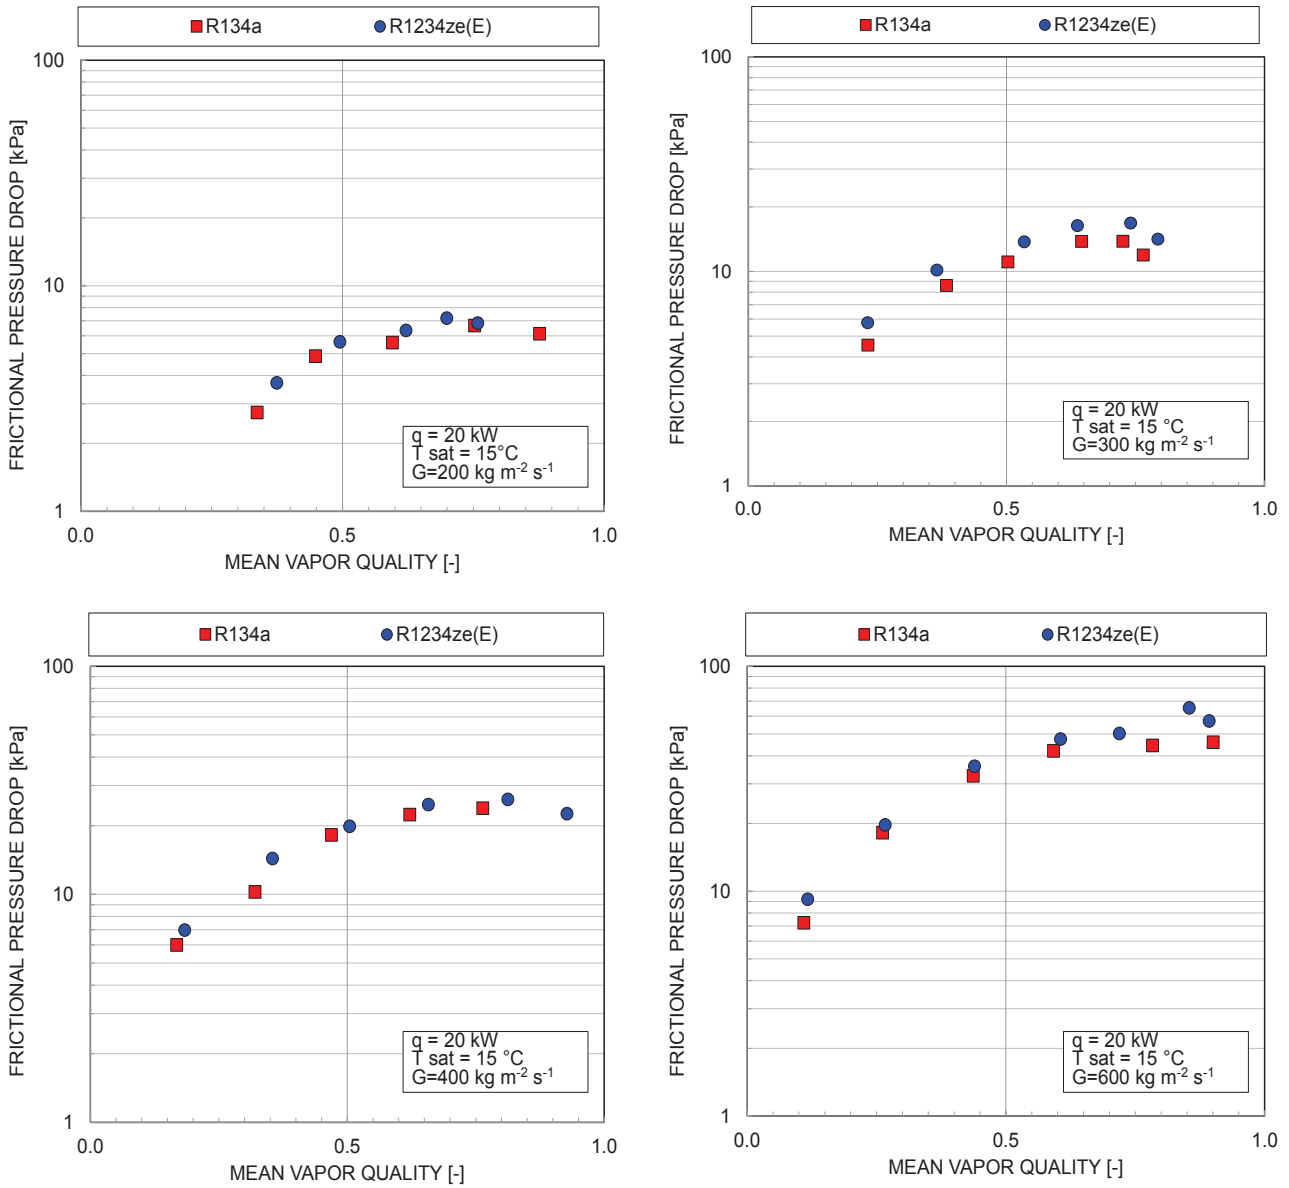 R134a R1234ze(E)
100
10
1
0.0 0.5 1.0
FRICTIONAL PRESSURE DROP [kPa]
MEAN VAPOR QUALITY [-]
q = 20 kW
T sat = 15°C
G=200 kg m-2 s-1
R134a R1234ze(E)
100
10
1
0.0 0.5 1.0
FRICTIONAL PRESSURE DROP [kPa]
MEAN VAPOR QUALITY [-]
q = 20 kW
T sat = 15 °C
G=300 kg m-2 s-1
R134a R1234ze(E)
100
10
1
0.0 0.5 1.0
FRICTIONAL PRESSURE DROP [kPa]
MEAN VAPOR QUALITY [-]
q = 20 kW
T sat = 15 °C
G=400 kg m-2 s-1
R134a R1234ze(E)
100
10
1
0.0 0.5 1.0
FRICTIONAL PRESSURE DROP [kPa]
MEAN VAPOR QUALITY [-]
q = 20 kW
T sat = 15 °C
G=600 kg m-2 s-1